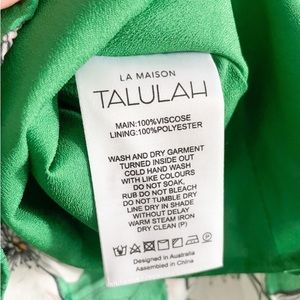 LA MAISON
TALULAH
MAIN:100%VISCOSE
LINING:100%POLYESTER
WASH AND DRY GARMENT
TURNED INSIDE OUT
COLD HAND WASH
WITH LIKE COLOURS
DO NOT SOAK,
RUB DO NOT BLEACH
DO NOT TUMBLE DRY
LINE DRY IN SHADE
WITHOUT DELAY
WARM STEAM IRON
DRY CLEAN (P)
Designed in Australia
Assembled in China